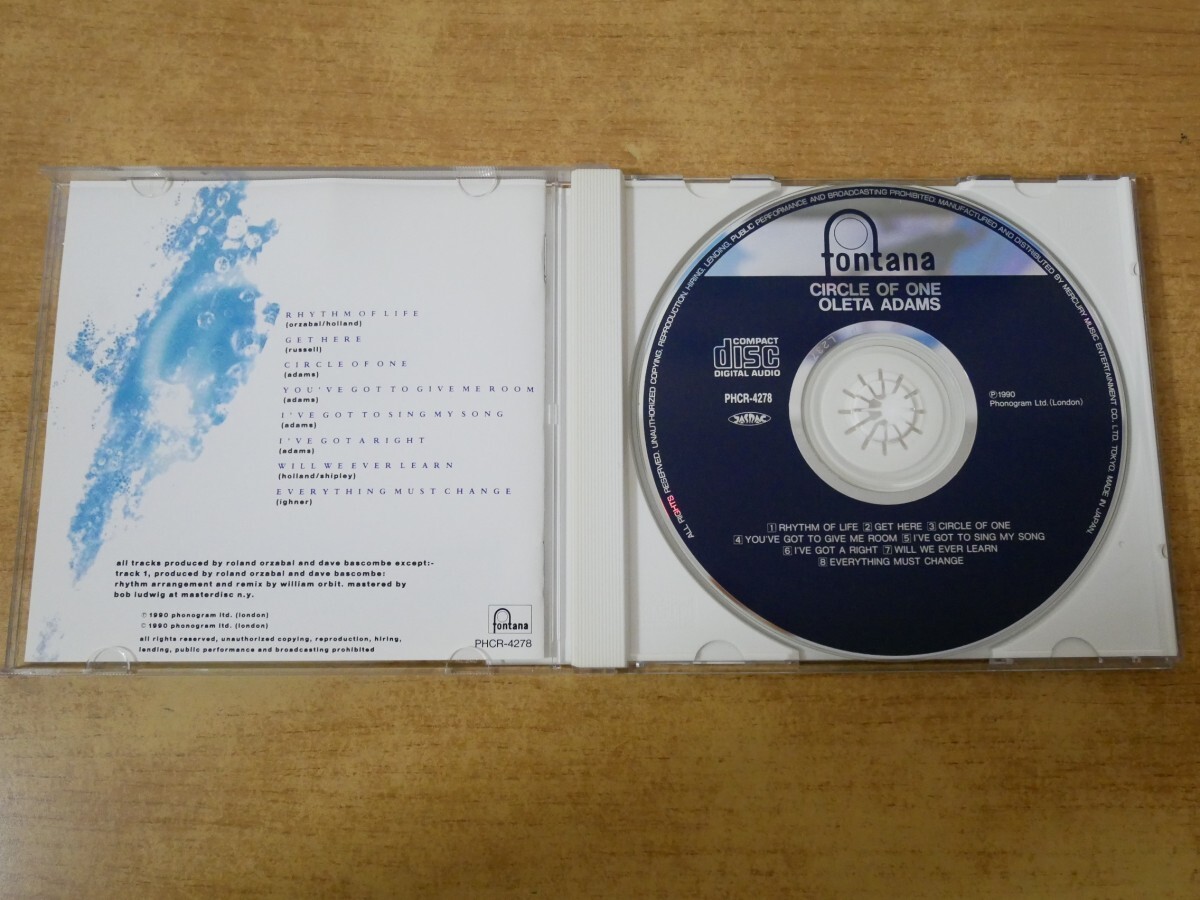 RHYTHM OF LIFE
(orzabal/holland)
GET HERE
(russell)
CIRCLE OF ONE
(adams)
YOU'VE GOT TO GIVE ME ROOM
(adams)
I'VE GOT TO SING MY SONG
(adams)
I'VE GOT A RIGHT
(adams)
WILL WE EVER LEARN
(holland/shipley)
EVERYTHING MUST CHANGE
(ighner)
all tracks produced by roland orzabal and dave bascombe except:-
track 1, produced by roland orzabal and dave bascombe:
rhythm arrangement and remix by william orbit. mastered by
bob ludwig at masterdisc n.y.
℗ 1990 phonogram ltd. (london)
© 1990 phonogram ltd. (london)
all rights reserved, unauthorized copying, reproduction, hiring,
lending, public performance and broadcasting prohibited
fontana
PHCR-4278
ALL RIGHTS RESERVED. UNAUTHORIZED COPYING, REPRODUCTION, HIRING, LENDING, PUBLIC PERFORMANCE AND BROADCASTING PROHIBITED. MANUFACTURED AND DISTRIBUTED BY MERCURY MUSIC ENTERTAINMENT CO., LTD. TOKYO, MADE IN JAPAN.
fontana
CIRCLE OF ONE
OLETA ADAMS
COMPACT
disc
DIGITAL AUDIO
PHCR-4278
JASRAC
℗1990
Phonogram Ltd.(London)
1 RHYTHM OF LIFE 2 GET HERE 3 CIRCLE OF ONE
4 YOU'VE GOT TO GIVE ME ROOM 5 I'VE GOT TO SING MY SONG
6 I'VE GOT A RIGHT 7 WILL WE EVER LEARN
8 EVERYTHING MUST CHANGE